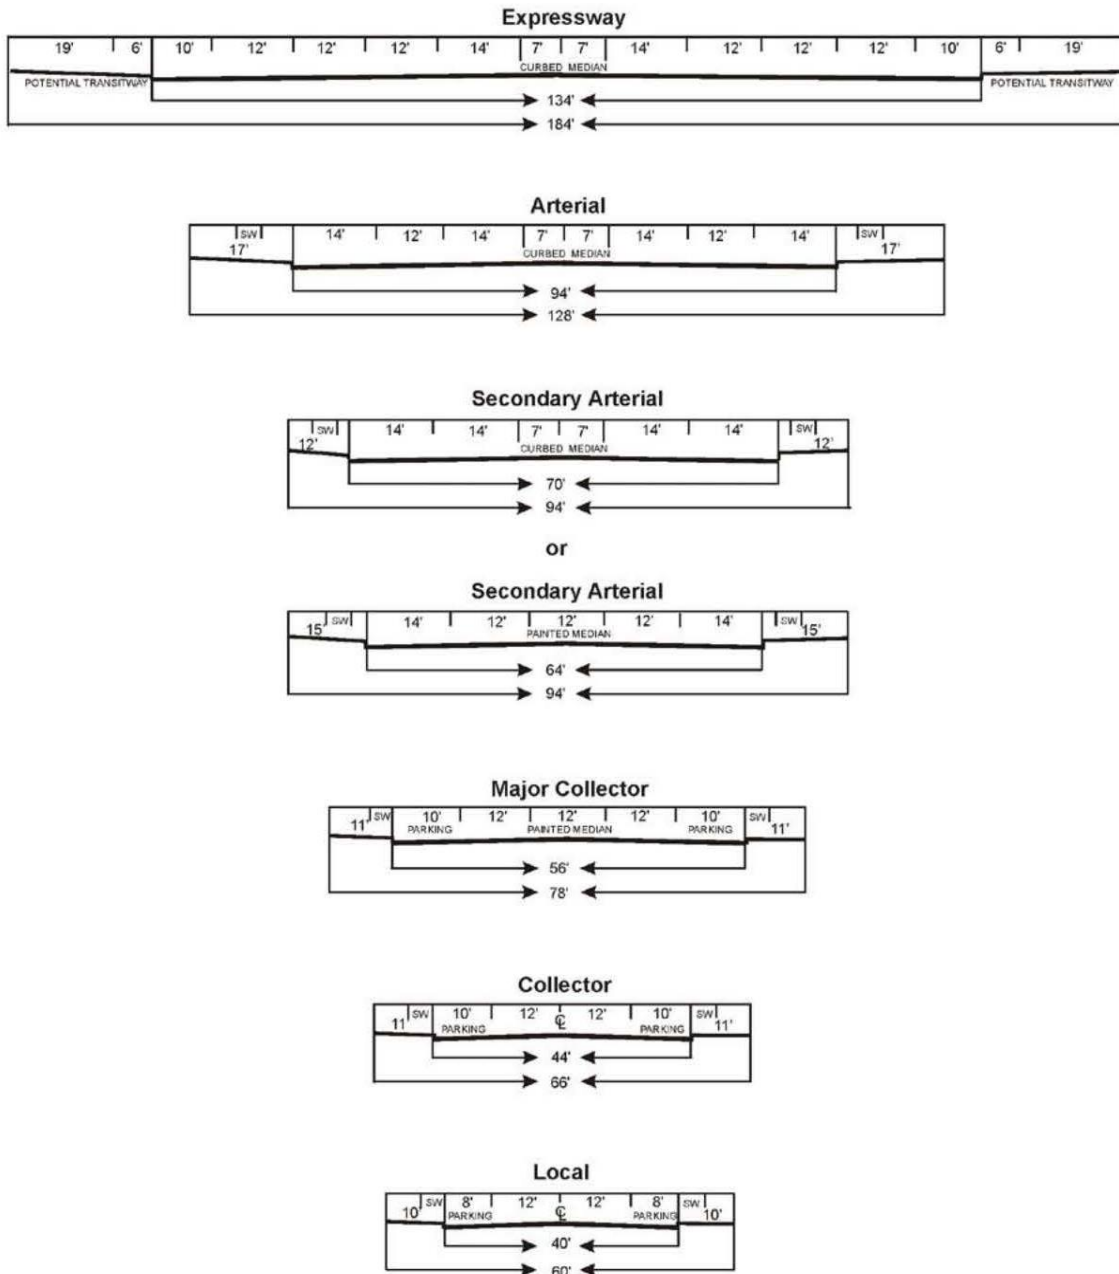 Expressway
19' 6' 10' 12' 12' 12' 14' 7' 7' 14' 12' 12' 12' 10' 6' 19'
CURBED MEDIAN
POTENTIAL TRANSITWAY POTENTIAL TRANSITWAY
134'
184'
Arterial
SW 14' 12' 14' 7' 7' 14' 12' 14' SW
17' 17'
CURBED MEDIAN
94'
128'
Secondary Arterial
SW 14' 14' 7' 7' 14' 14' SW
12' 12'
CURBED MEDIAN
70'
94'
or
Secondary Arterial
SW 14' 12' 12' 12' 14' SW
15' 15'
PAINTED MEDIAN
64'
94'
Major Collector
SW 10' 12' 12' 12' 10' SW
11' PARKING PAINTED MEDIAN PARKING 11'
56'
78'
Collector
SW 10' 12' 12' 10' SW
11' PARKING CL PARKING 11'
44'
66'
Local
SW 8' 12' 12' 8' SW
10' PARKING CL PARKING 10'
40'
60'